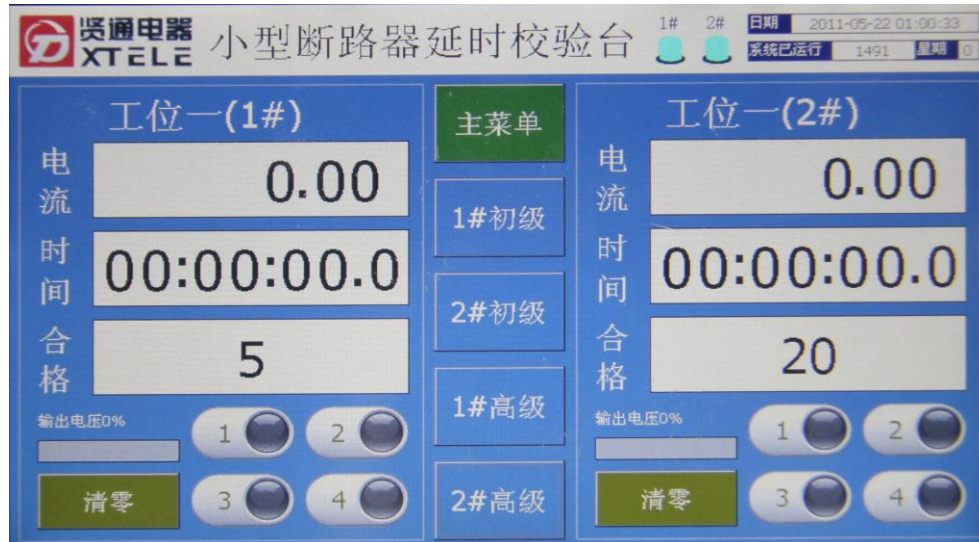 贤通电器
XTELE
小型断路器延时校验台
1# 2#
日期 2011-05-22 01:00:33
系统已运行 1491 星期 0
工位一(1#)
电流 0.00
时间 00:00:00.0
合格 5
输出电压0%
1 2
清零 3 4
主菜单
1#初级
2#初级
1#高级
2#高级
工位一(2#)
电流 0.00
时间 00:00:00.0
合格 20
输出电压0%
1 2
清零 3 4